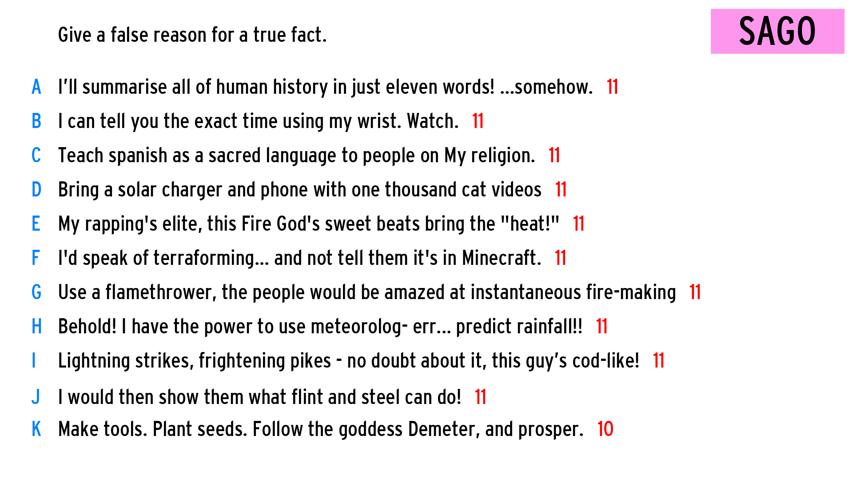 Give a false reason for a true fact.
SAGO
A I'll summarise all of human history in just eleven words! ...somehow. 11
B I can tell you the exact time using my wrist. Watch. 11
C Teach spanish as a sacred language to people on My religion. 11
D Bring a solar charger and phone with one thousand cat videos 11
E My rapping's elite, this Fire God's sweet beats bring the "heat!" 11
F I'd speak of terraforming... and not tell them it's in Minecraft. 11
G Use a flamethrower, the people would be amazed at instantaneous fire-making 11
H Behold! I have the power to use meteorolog- err... predict rainfall!! 11
I Lightning strikes, frightening pikes - no doubt about it, this guy's cod-like! 11
J I would then show them what flint and steel can do! 11
K Make tools. Plant seeds. Follow the goddess Demeter, and prosper. 10